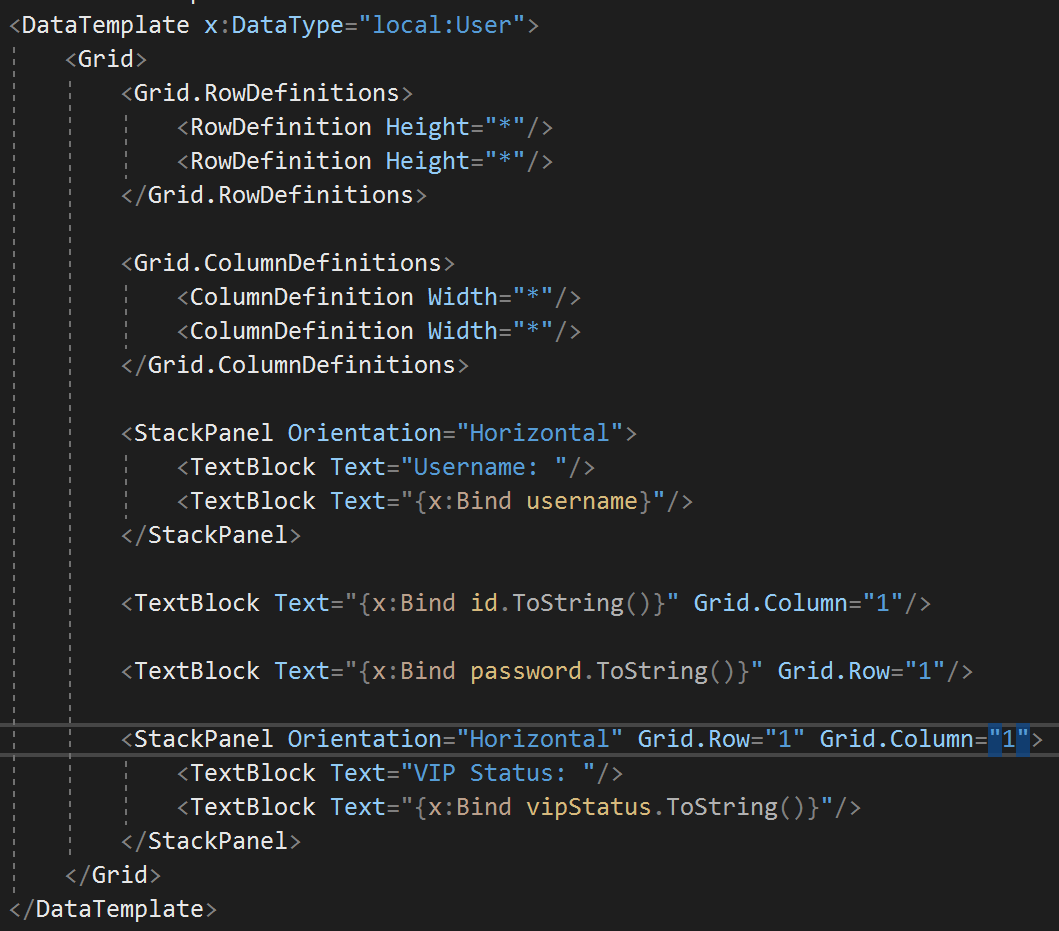 <DataTemplate x:DataType="local:User">
    <Grid>
        <Grid.RowDefinitions>
            <RowDefinition Height="*"/>
            <RowDefinition Height="*"/>
        </Grid.RowDefinitions>

        <Grid.ColumnDefinitions>
            <ColumnDefinition Width="*"/>
            <ColumnDefinition Width="*"/>
        </Grid.ColumnDefinitions>

        <StackPanel Orientation="Horizontal">
            <TextBlock Text="Username: "/>
            <TextBlock Text="{x:Bind username}"/>
        </StackPanel>

        <TextBlock Text="{x:Bind id.ToString()}" Grid.Column="1"/>

        <TextBlock Text="{x:Bind password.ToString()}" Grid.Row="1"/>

        <StackPanel Orientation="Horizontal" Grid.Row="1" Grid.Column="1">
            <TextBlock Text="VIP Status: "/>
            <TextBlock Text="{x:Bind vipStatus.ToString()}"/>
        </StackPanel>
    </Grid>
</DataTemplate>